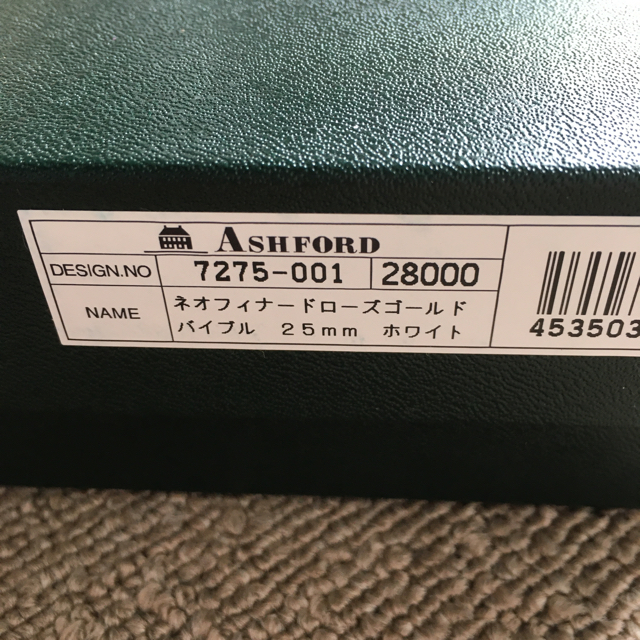 ASHFORD
DESIGN.NO 7275-001 28000
NAME ネオフィナードローズゴールド
バイブル 25mm ホワイト
453503